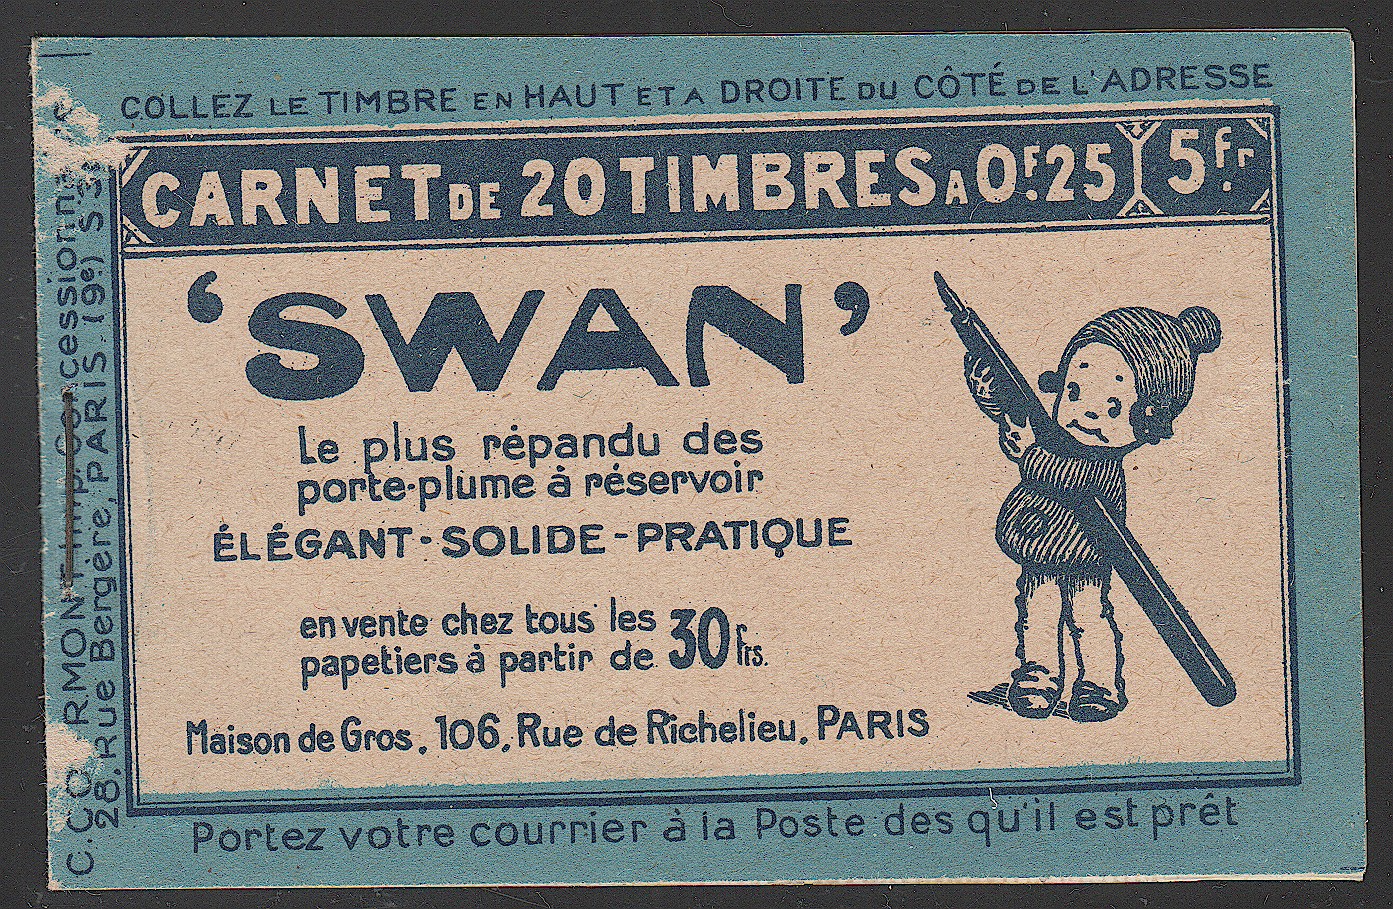 COLLEZ LE TIMBRE EN HAUT ET A DROITE DU CÔTÉ DE L'ADRESSE
CARNET DE 20 TIMBRES A 0F.25 5fr.
'SWAN'
Le plus répandu des
porte-plume à réservoir
ÉLÉGANT - SOLIDE - PRATIQUE
en vente chez tous les
papetiers à partir de 30 frs.
Maison de Gros, 106, Rue de Richelieu, PARIS
Portez votre courrier à la Poste des qu'il est prêt
28, Rue Bergère, PARIS (9e)